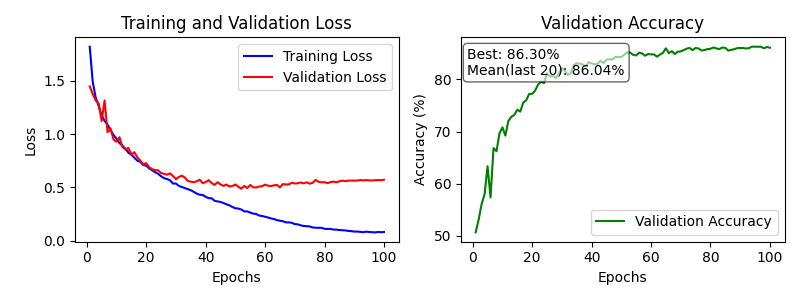 Training and Validation Loss
Training Loss
Validation Loss
1.5
1.0
0.5
0.0
Loss
0 20 40 60 80 100
Epochs
Validation Accuracy
Best: 86.30%
Mean(last 20): 86.04%
80
70
60
50
Accuracy (%)
Validation Accuracy
0 20 40 60 80 100
Epochs